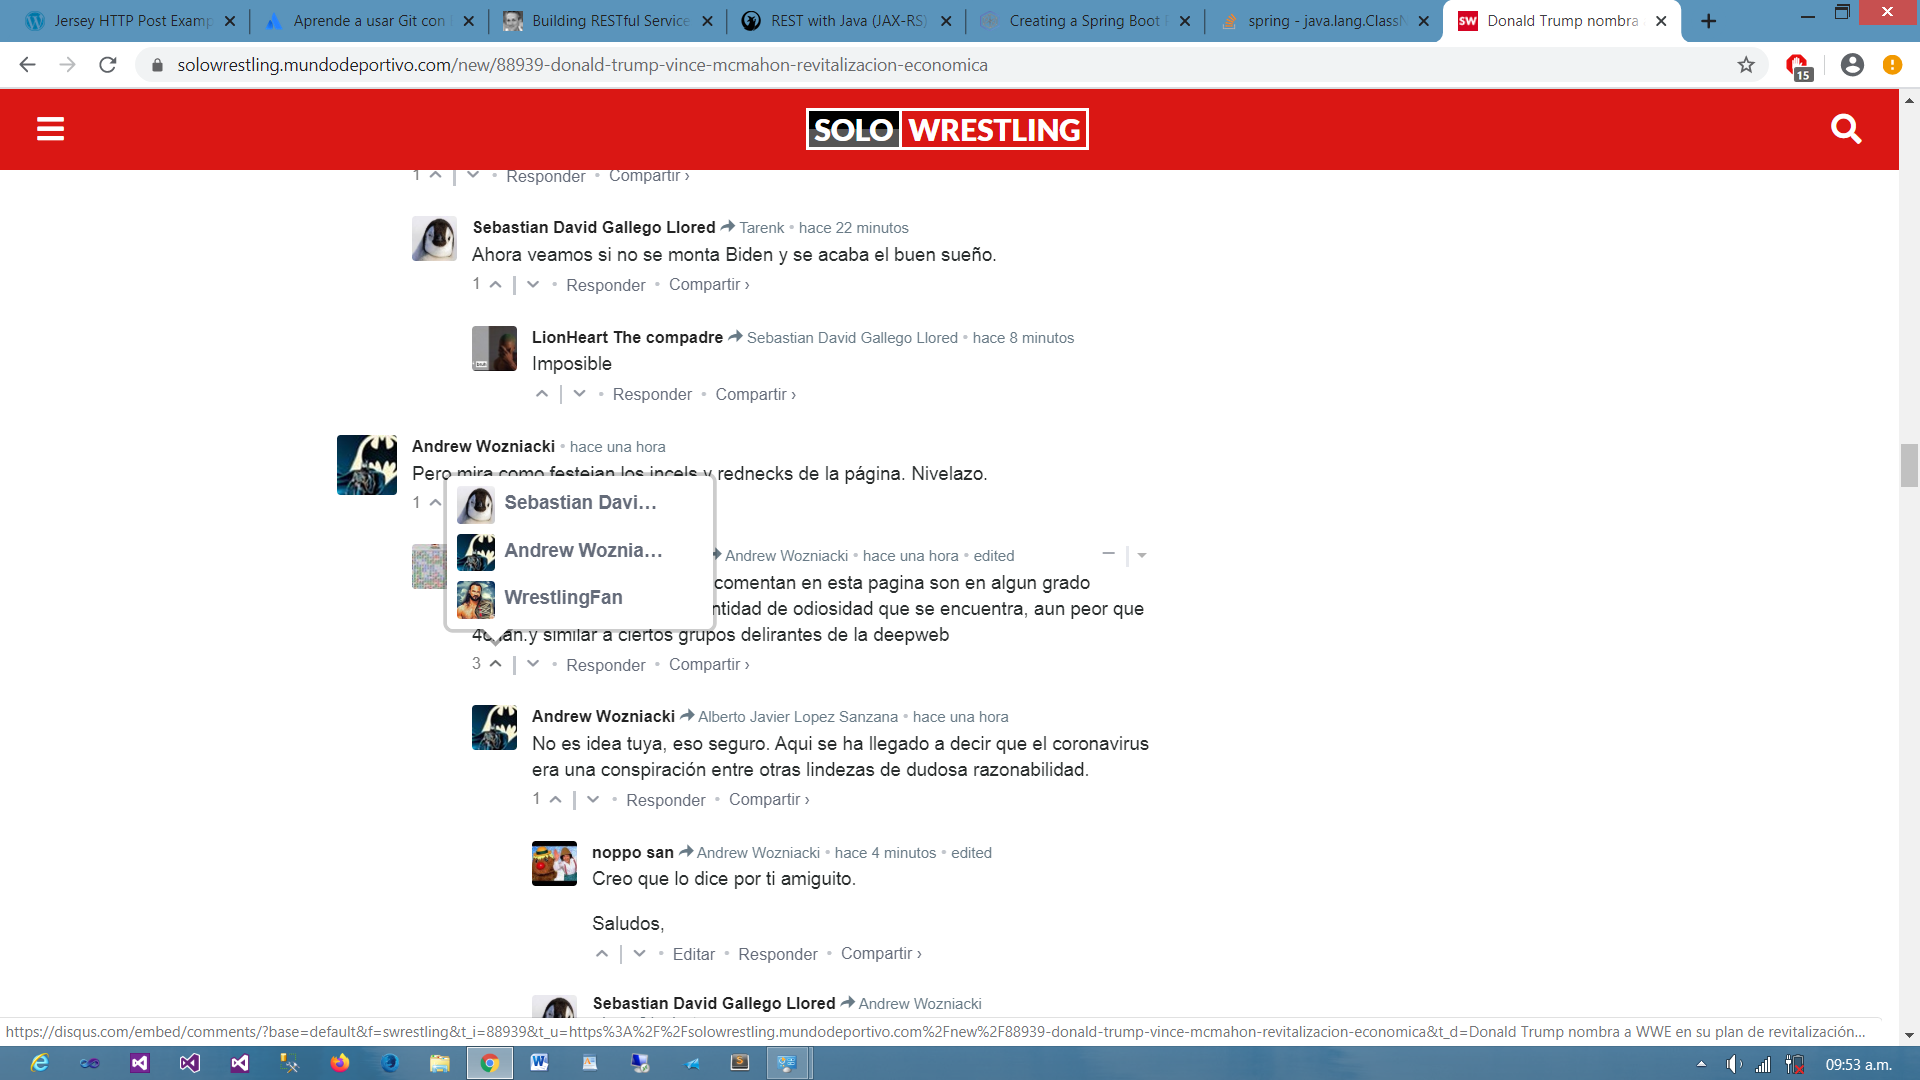 Jersey HTTP Post Examp
Aprende a usar Git con
Building RESTful Service
REST with Java (JAX-RS)
Creating a Spring Boot
spring - java.lang.ClassN
SW Donald Trump nombra
solowrestling.mundodeportivo.com/new/88939-donald-trump-vince-mcmahon-revitalizacion-economica
15
SOLO WRESTLING
1 • Responder • Compartir ›
Sebastian David Gallego Llored Tarenk • hace 22 minutos
Ahora veamos si no se monta Biden y se acaba el buen sueño.
1 • Responder • Compartir ›
LionHeart The compadre Sebastian David Gallego Llored • hace 8 minutos
Imposible
• Responder • Compartir ›
Andrew Wozniacki • hace una hora
Pero mira como festejan los incels y rednecks de la página. Nivelazo.
1
Sebastian Davi...
Andrew Woznia...
WrestlingFan
Andrew Wozniacki • hace una hora • edited
comentan en esta pagina son en algun grado
ntidad de odiosidad que se encuentra, aun peor que
4chan.y similar a ciertos grupos delirantes de la deepweb
3 • Responder • Compartir ›
Andrew Wozniacki Alberto Javier Lopez Sanzana • hace una hora
No es idea tuya, eso seguro. Aqui se ha llegado a decir que el coronavirus
era una conspiración entre otras lindezas de dudosa razonabilidad.
1 • Responder • Compartir ›
noppo san Andrew Wozniacki • hace 4 minutos • edited
Creo que lo dice por ti amiguito.
Saludos,
• Editar • Responder • Compartir ›
Sebastian David Gallego Llored Andrew Wozniacki
https://disqus.com/embed/comments/?base=default&f=swrestling&t_i=88939&t_u=https%3A%2F%2Fsolowrestling.mundodeportivo.com%2Fnew%2F88939-donald-trump-vince-mcmahon-revitalizacion-economica&t_d=Donald Trump nombra a WWE en su plan de revitalización...
09:53 a.m.